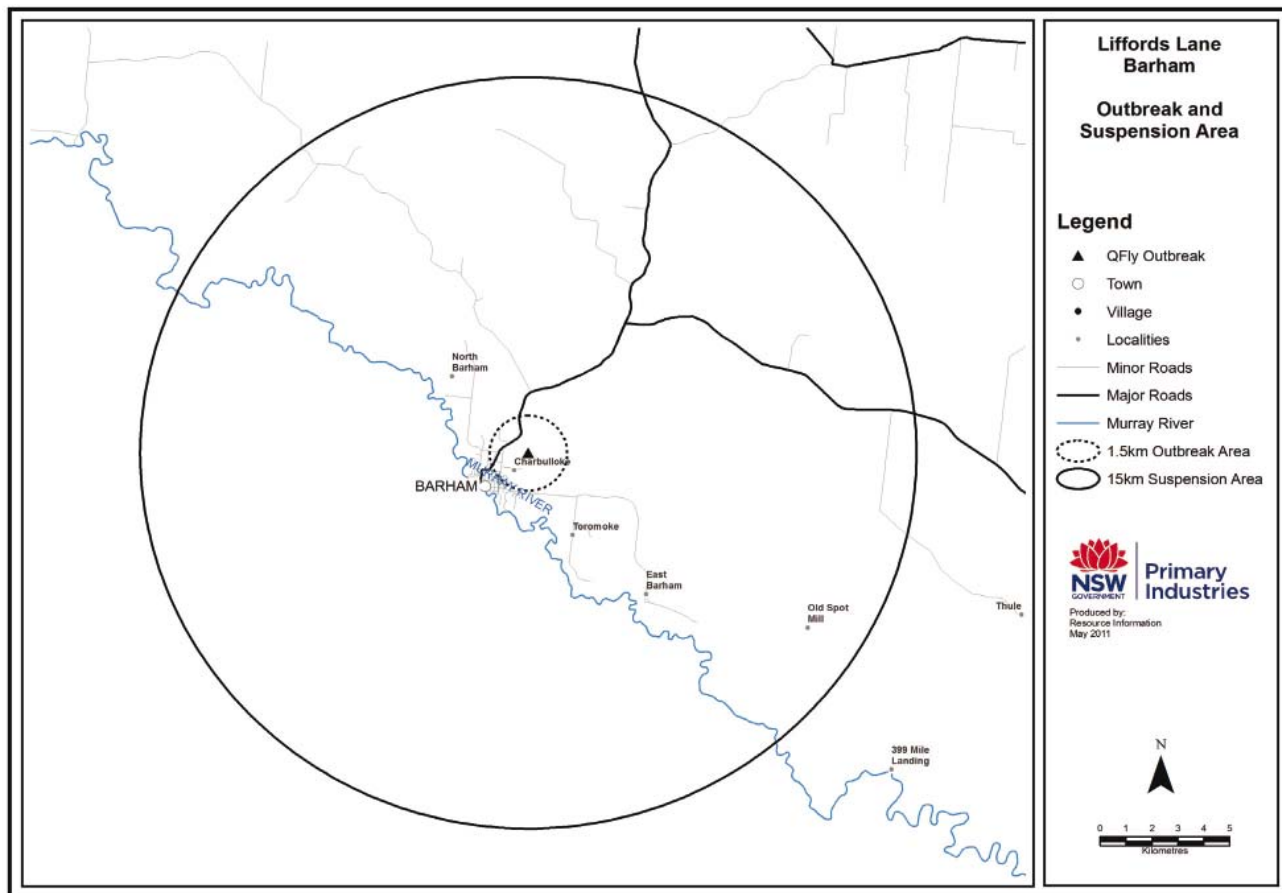 Liffords Lane
Barham
Outbreak and
Suspension Area
Legend
QFly Outbreak
Town
Village
Localities
Minor Roads
Major Roads
Murray River
1.5km Outbreak Area
15km Suspension Area
NSW
GOVERNMENT
Primary
Industries
Produced by:
Resource Information
May 2011
N
0 1 2 3 4 5
Kilometres
North
Barham
Charbulloke
BARHAM
MURRAY RIVER
Toromoke
East
Barham
Old Spot
Mill
Thule
399 Mile
Landing